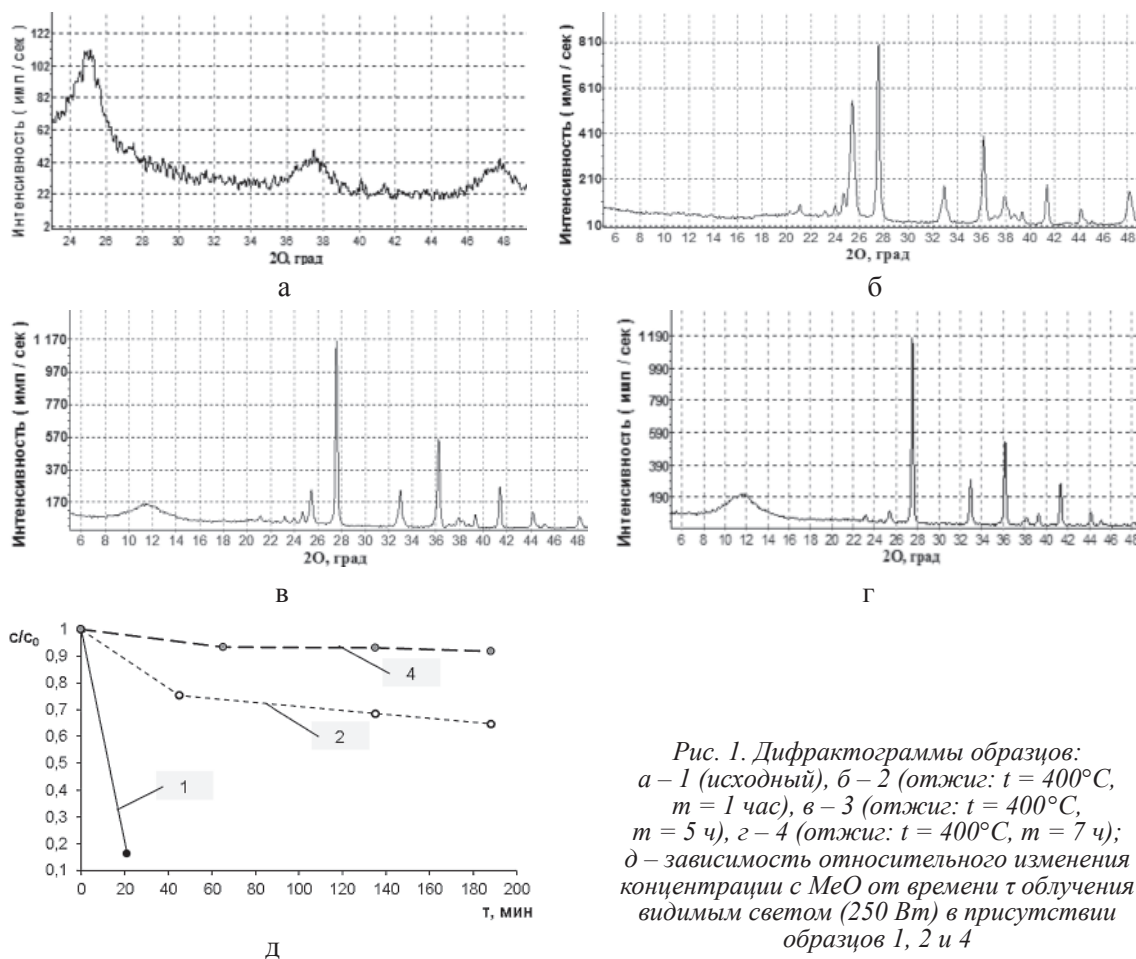 Интенсивность ( имп / сек )
122
102
82
62
42
22
2
24 26 28 30 32 34 36 38 40 42 44 46 48
2О, град
а
Интенсивность ( имп / сек )
810
610
410
210
10
6 8 10 12 14 16 18 20 22 24 26 28 30 32 34 36 38 40 42 44 46 48
2О, град
б
Интенсивность ( имп / сек )
1 170
970
770
570
370
170
6 8 10 12 14 16 18 20 22 24 26 28 30 32 34 36 38 40 42 44 46 48
2О, град
в
Интенсивность ( имп / сек )
1 190
990
790
590
390
190
6 8 10 12 14 16 18 20 22 24 26 28 30 32 34 36 38 40 42 44 46 48
2О, град
г
c/c0
1
0,9
0,8
0,7
0,6
0,5
0,4
0,3
0,2
0,1
4
2
1
0 20 40 60 80 100 120 140 160 180 200
τ, мин
д
Рис. 1. Дифрактограммы образцов:
а – 1 (исходный), б – 2 (отжиг: t = 400°C,
т = 1 час), в – 3 (отжиг: t = 400°C,
т = 5 ч), г – 4 (отжиг: t = 400°C, т = 7 ч);
д – зависимость относительного изменения
концентрации с МеО от времени τ облучения
видимым светом (250 Вт) в присутствии
образцов 1, 2 и 4